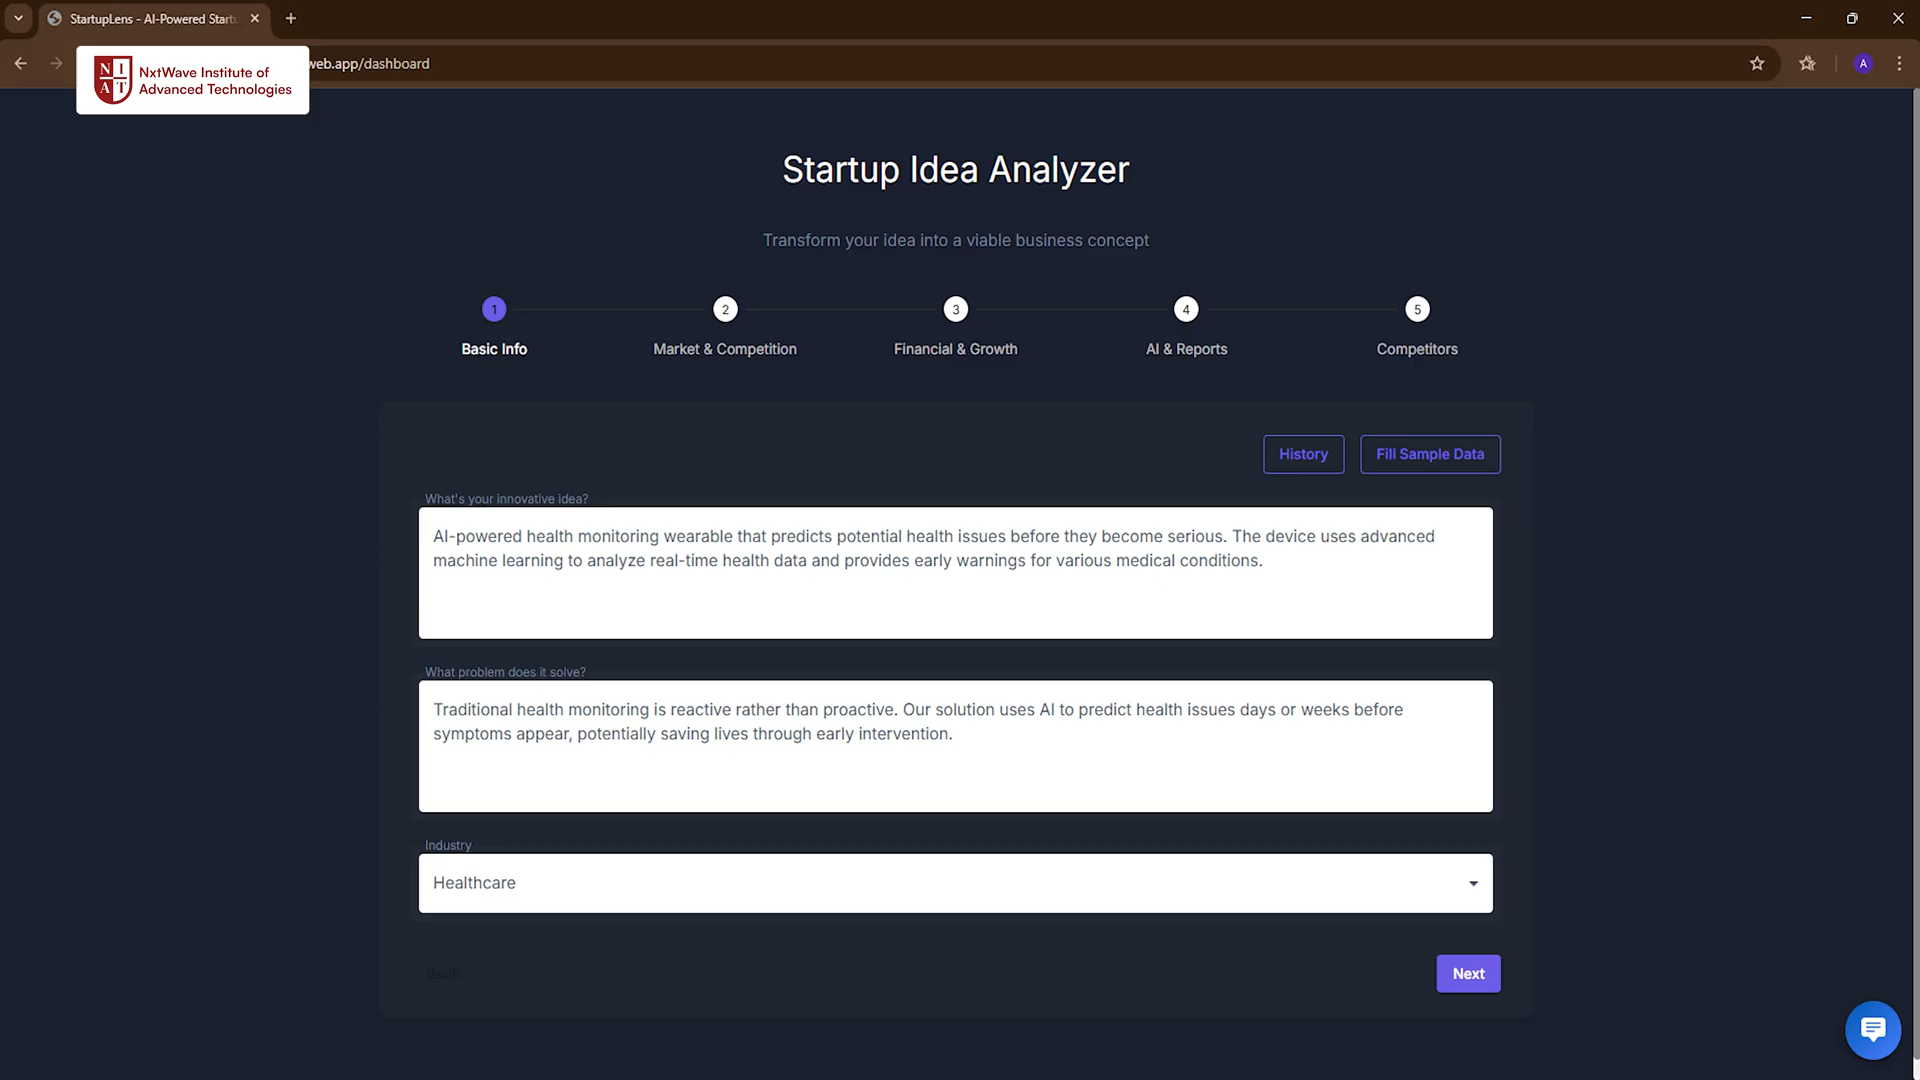 StartupLens - AI-Powered Start
NIAT
NxtWave Institute of
Advanced Technologies
web.app/dashboard
A
Startup Idea Analyzer
Transform your idea into a viable business concept
1
2
3
4
5
Basic Info
Market & Competition
Financial & Growth
AI & Reports
Competitors
History
Fill Sample Data
What's your innovative idea?
AI-powered health monitoring wearable that predicts potential health issues before they become serious. The device uses advanced
machine learning to analyze real-time health data and provides early warnings for various medical conditions.
What problem does it solve?
Traditional health monitoring is reactive rather than proactive. Our solution uses AI to predict health issues days or weeks before
symptoms appear, potentially saving lives through early intervention.
Industry
Healthcare
Back
Next